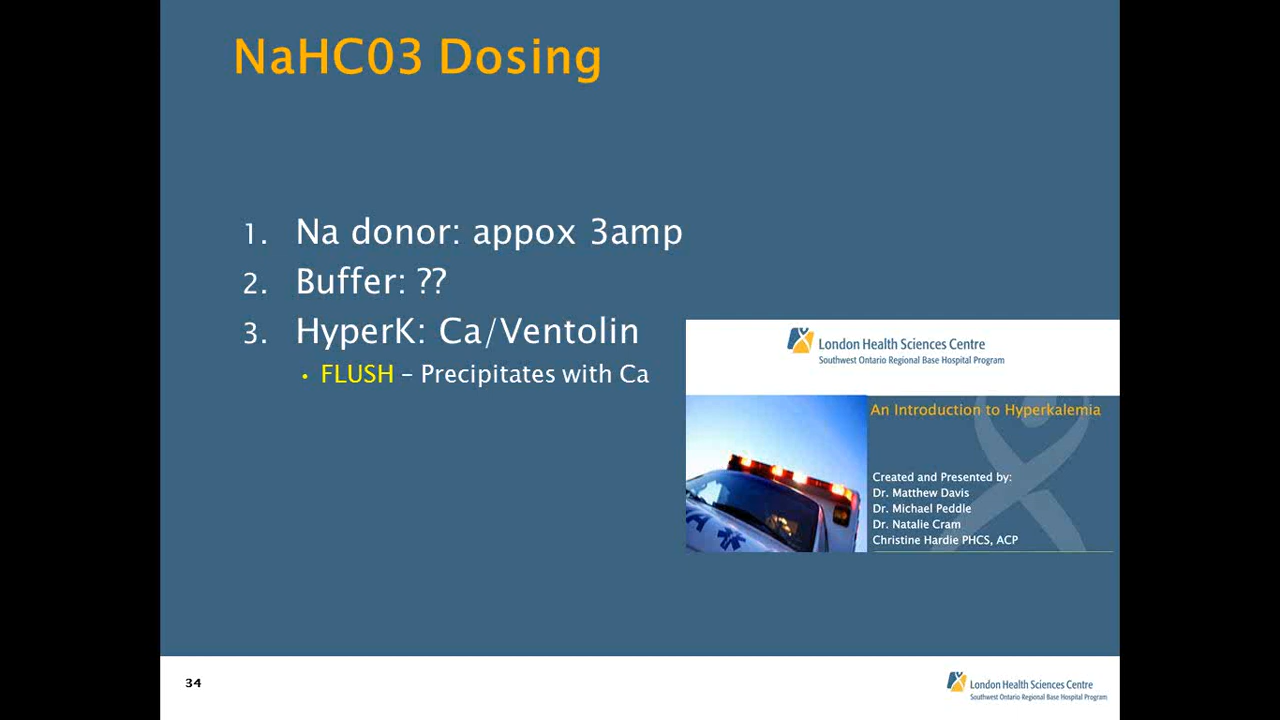 NaHC03 Dosing
1. Na donor: appox 3amp
2. Buffer: ??
3. HyperK: Ca/Ventolin
• FLUSH – Precipitates with Ca
London Health Sciences Centre
Southwest Ontario Regional Base Hospital Program
An Introduction to Hyperkalemia
Created and Presented by:
Dr. Matthew Davis
Dr. Michael Peddle
Dr. Natalie Cram
Christine Hardie PHCS, ACP
34
London Health Sciences Centre
Southwest Ontario Regional Base Hospital Program